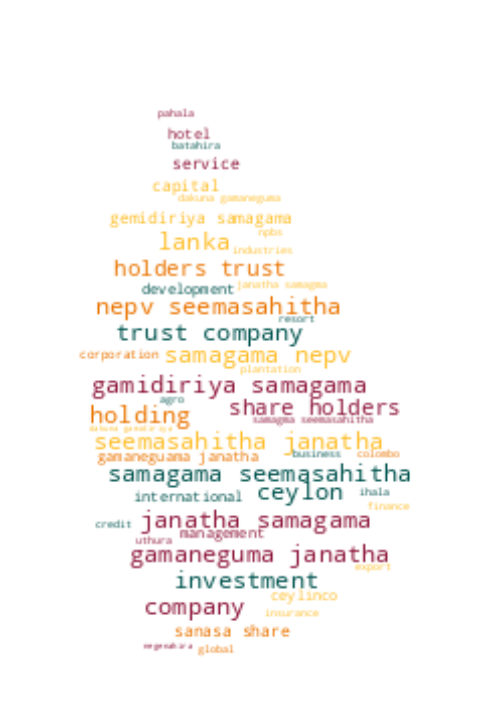 pahala
hotel
batahira
service
capital
dakuna gamaneguma
gemidiriya samagama
npbs
lanka
industries
holders trust
development janatha samagma
nepv seemasahitha
resort
trust company
corporation samagama nepv
plantation
gamidiriya samagama
agro
holding share holders
samagma seemasahitha
dakuna gamidiriya
seemasahitha janatha
gamaneguama janatha business colombo
samagama seemasahitha
international ceylon ihala
finance
credit janatha samagama
uthura management
gamaneguma janatha
export
investment
ceylinco
company insurance
sanasa share
negenahira global